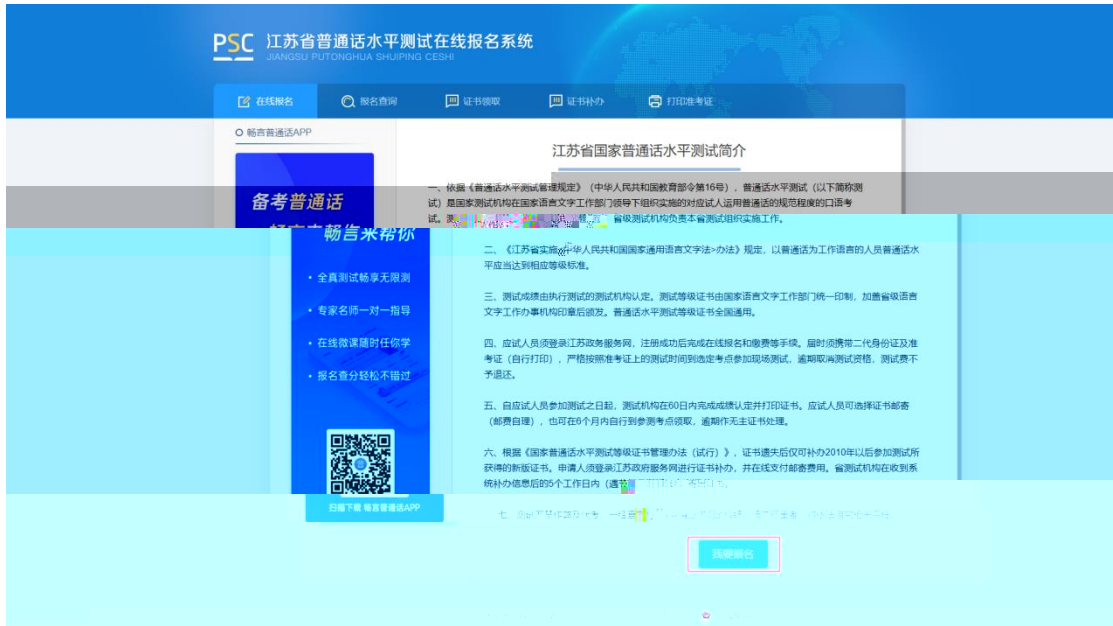 PSC 江苏省普通话水平测试在线报名系统
JIANGSU PUTONGHUA SHUIPING CESHI
在线报名 报名查询 证书领取 证书补办 打印准考证
畅言普通话APP
备考普通话
畅言来帮你
• 全真测试畅享无限测
• 专家名师一对一指导
• 在线微课随时任你学
• 报名查分轻松不错过
扫描下载 畅言普通话APP
江苏省国家普通话水平测试简介
一、依据《普通话水平测试管理规定》(中华人民共和国教育部令第16号),普通话水平测试(以下简称测
试)是国家测试机构在国家语言文字工作部门领导下组织实施的对应试人运用普通话的规范程度的口语考
试。 省级测试机构负责本省测试组织实施工作。
二、《江苏省实施 中华人民共和国国家通用语言文字法>办法》规定,以普通话为工作语言的人员普通话水
平应当达到相应等级标准。
三、测试成绩由执行测试的测试机构认定。测试等级证书由国家语言文字工作部门统一印制,加盖省级语言
文字工作办事机构印章后颁发。普通话水平测试等级证书全国通用。
四、应试人员须登录江苏政务服务网,注册成功后完成在线报名和缴费等手续。届时须携带二代身份证及准
考证(自行打印),严格按照准考证上的测试时间到选定考点参加现场测试,逾期取消测试资格,测试费不
予退还。
五、自应试人员参加测试之日起,测试机构在60日内完成成绩认定并打印证书。应试人员可选择证书邮寄
(邮费自理),也可在6个月内自行到参测考点领取,逾期作无主证书处理。
六、根据《国家普通话水平测试等级证书管理办法(试行)》,证书遗失后仅可补办2010年以后参加测试所
获得的新版证书。申请人须登录江苏政府服务网进行证书补办,并在线支付邮寄费用。省测试机构在收到系
统补办信息后的5个工作日内(遇节
我要报名